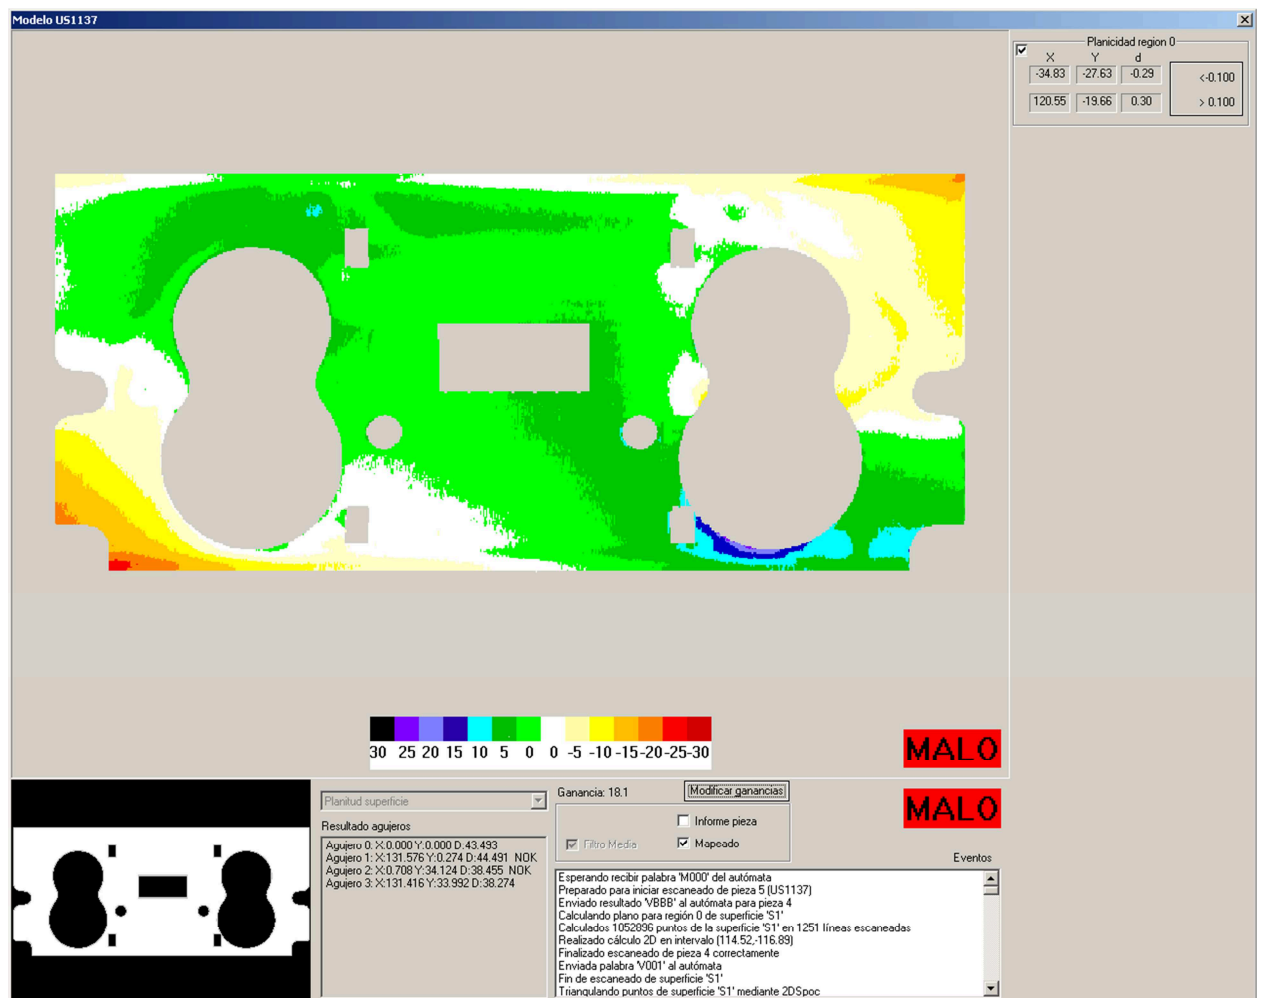 Modelo US1137
Planicidad region 0
X Y d
-34.83 -27.63 -0.29 <-0.100
120.55 -19.66 0.30 > 0.100
30 25 20 15 10 5 0 0 -5 -10 -15 -20 -25 -30
MALO
Planitud superficie
Resultado agujeros
Agujero 0: X:0.000 Y:0.000 D:43.493
Agujero 1: X:131.576 Y:0.274 D:44.491 NOK
Agujero 2: X:0.708 Y:34.124 D:38.455 NOK
Agujero 3: X:131.416 Y:33.992 D:38.274
Ganancia: 18.1
Modificar ganancias
Informe pieza
Filtro Media
Mapeado
MALO
Eventos
Esperando recibir palabra 'M000' del autómata
Preparado para iniciar escaneado de pieza 5 (US1137)
Enviado resultado 'VBBB' al autómata para pieza 4
Calculando plano para región 0 de superficie 'S1'
Calculados 1052896 puntos de la superficie 'S1' en 1251 líneas escaneadas
Realizado cálculo 2D en intervalo (114.52,-116.89)
Finalizado escaneado de pieza 4 correctamente
Enviada palabra 'V001' al autómata
Fin de escaneado de superficie 'S1'
Triangulando puntos de superficie 'S1' mediante 2DSpoc